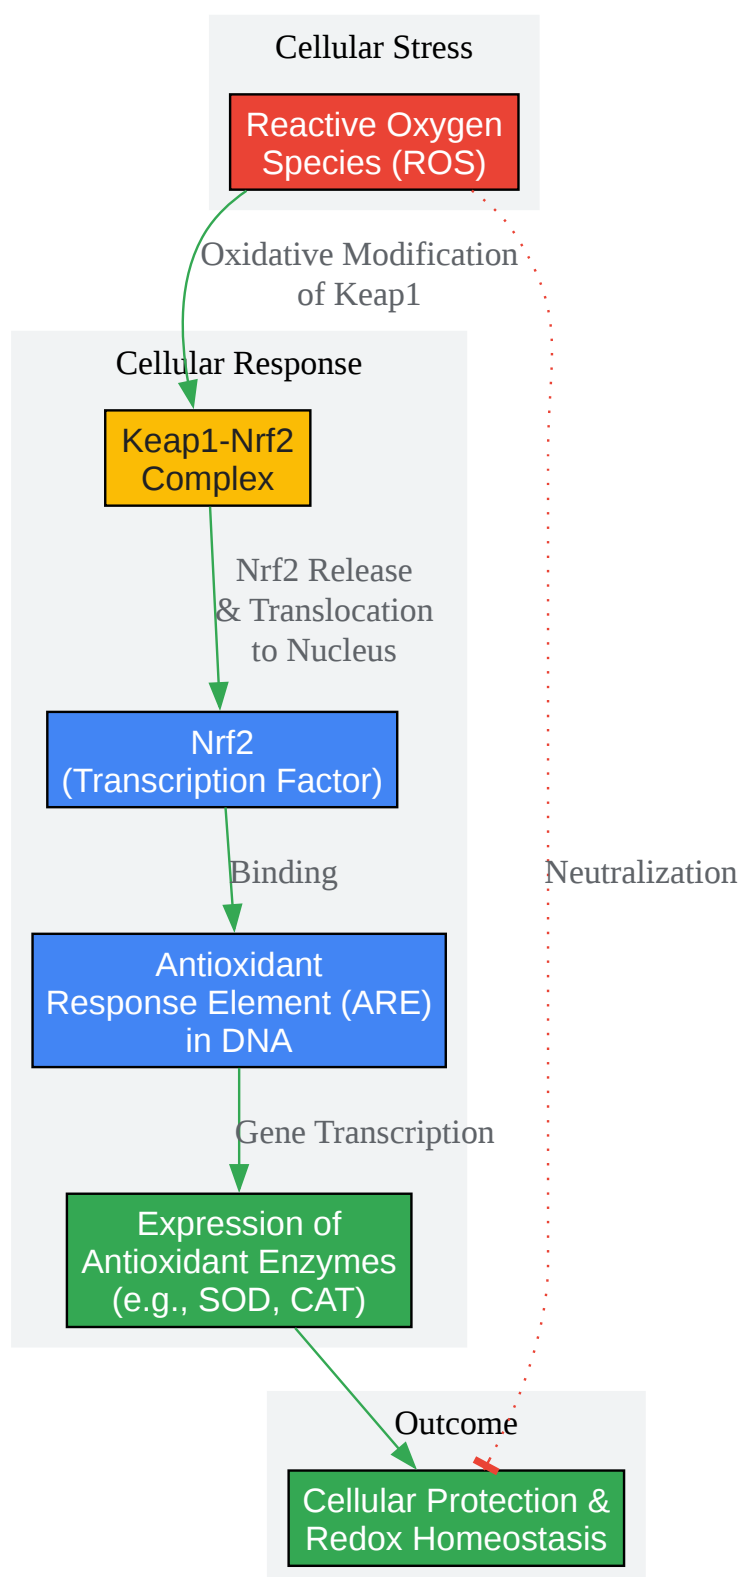 Cellular Stress
Reactive Oxygen
Species (ROS)
Oxidative Modification
of Keap1
Cellular Response
Keap1-Nrf2
Complex
Nrf2 Release
& Translocation
to Nucleus
Nrf2
(Transcription Factor)
Binding
Neutralization
Antioxidant
Response Element (ARE)
in DNA
Gene Transcription
Expression of
Antioxidant Enzymes
(e.g., SOD, CAT)
Outcome
Cellular Protection &
Redox Homeostasis